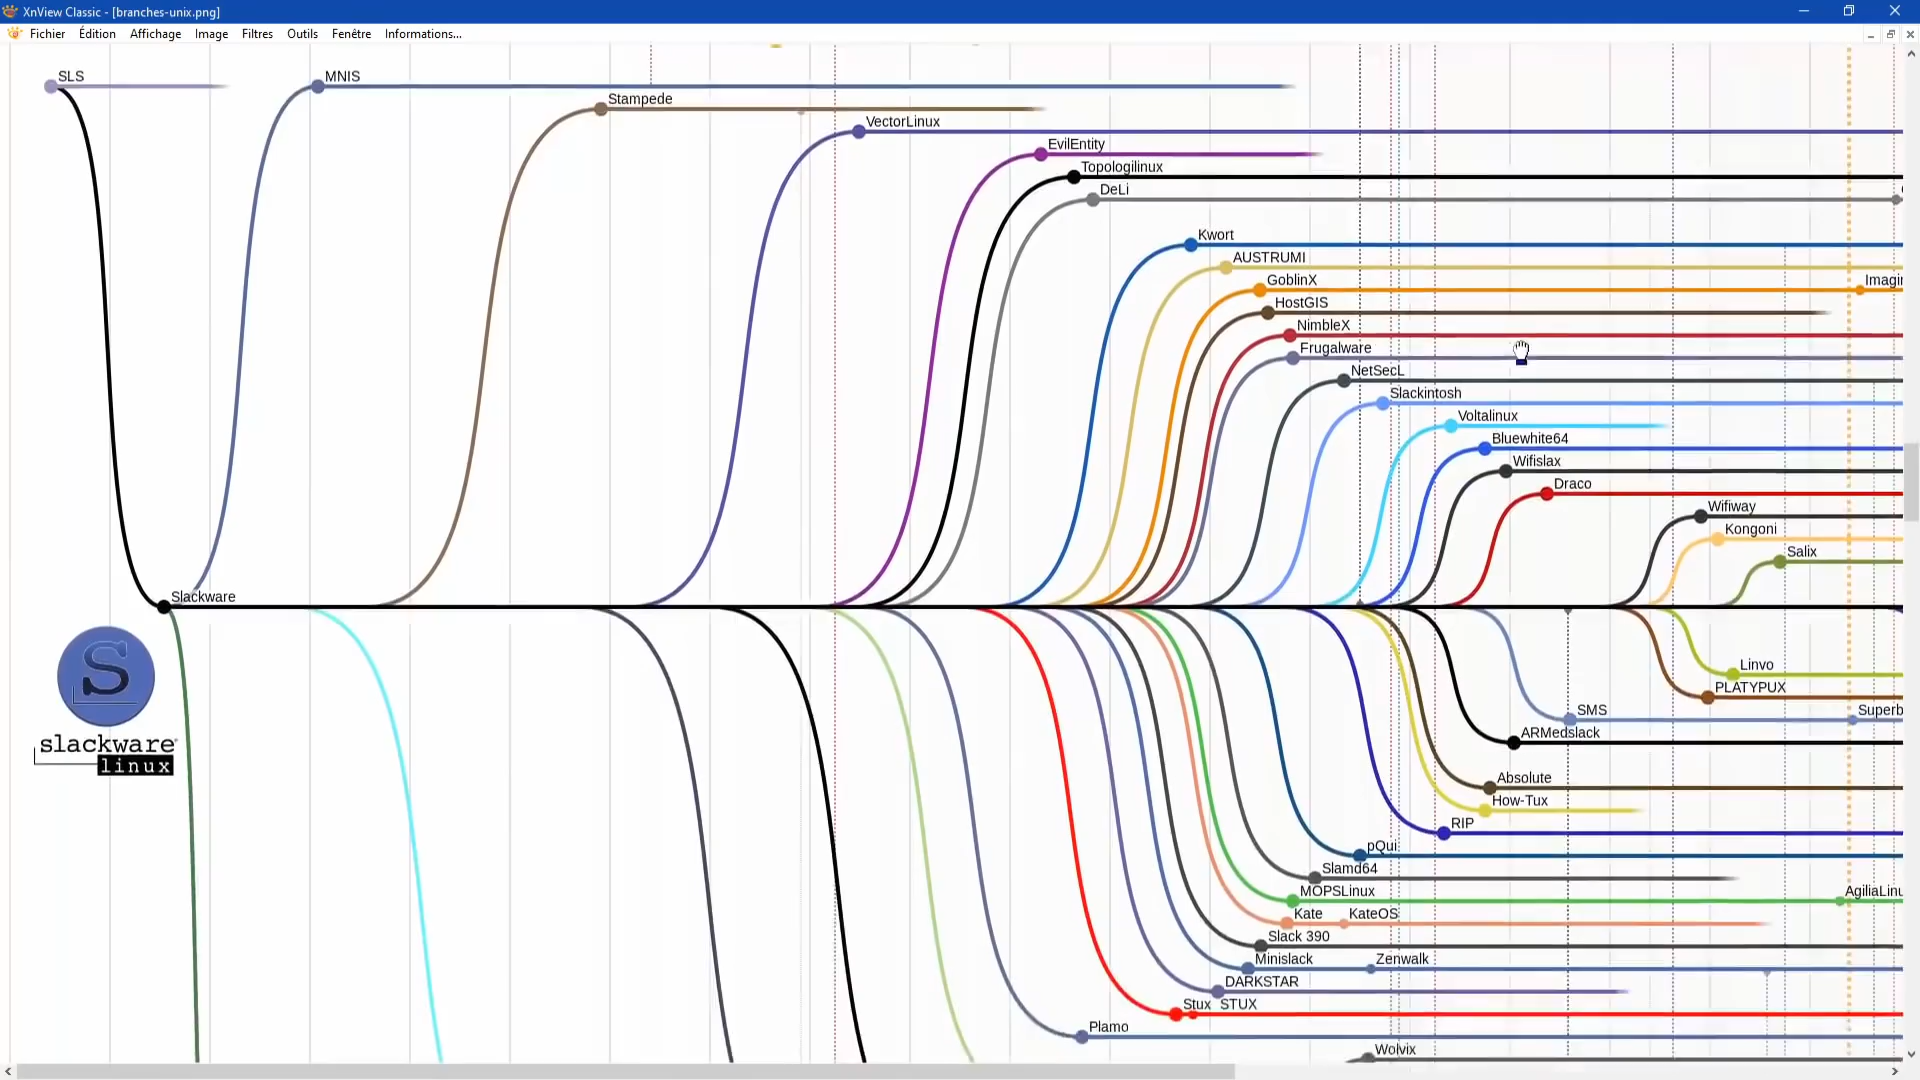 XnView Classic - [branches-unix.png]
Fichier Édition Affichage Image Filtres Outils Fenêtre Informations...
SLS
MNIS
Stampede
VectorLinux
EvilEntity
Topologilinux
DeLi
Kwort
AUSTRUMI
GoblinX
Imagin
HostGIS
NimbleX
Frugalware
NetSecL
Slackintosh
Voltalinux
Bluewhite64
Wifislax
Draco
Wifiway
Kongoni
Salix
Slackware
S
slackware
linux
Linvo
PLATYPUX
SMS
Superb
ARMedslack
Absolute
How-Tux
RIP
pQui
Slamd64
MOPSLinux
AgiliaLinu
Kate KateOS
Slack 390
Minislack Zenwalk
DARKSTAR
Stux STUX
Plamo
Wolvix